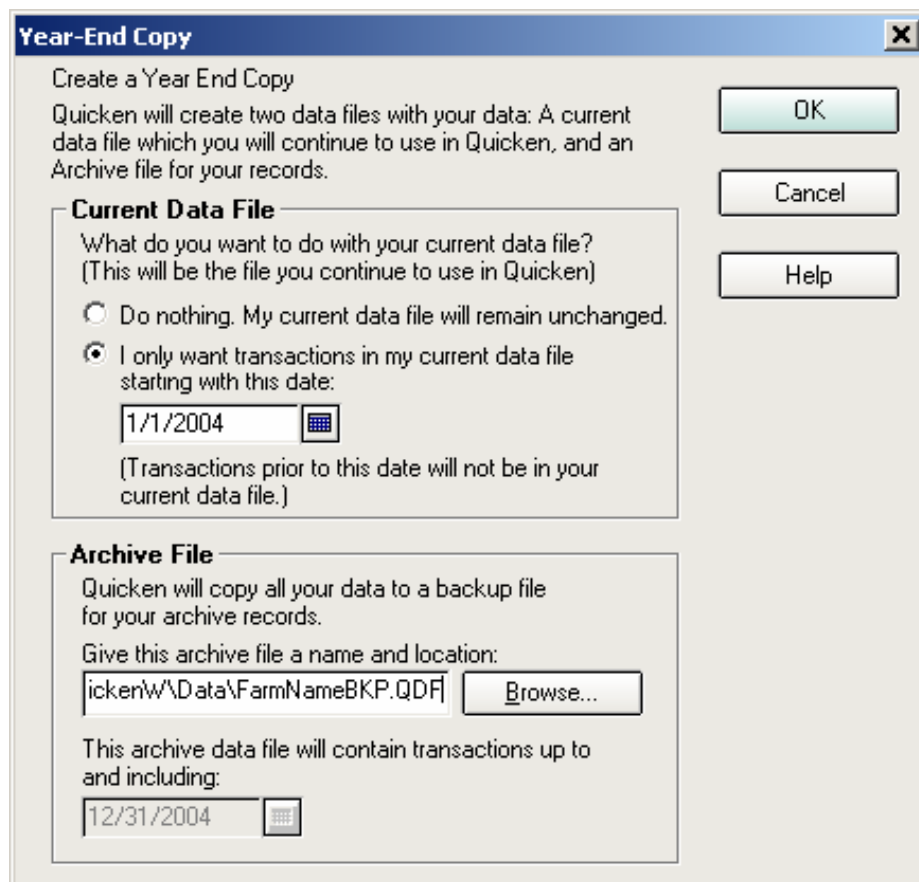 Year-End Copy
Create a Year End Copy
Quicken will create two data files with your data: A current
data file which you will continue to use in Quicken, and an
Archive file for your records.
OK
Cancel
Help
Current Data File
What do you want to do with your current data file?
(This will be the file you continue to use in Quicken)
Do nothing. My current data file will remain unchanged.
I only want transactions in my current data file
starting with this date:
1/1/2004
(Transactions prior to this date will not be in your
current data file.)
Archive File
Quicken will copy all your data to a backup file
for your archive records.
Give this archive file a name and location:
ickenW\Data\FarmNameBKP.QDF
Browse...
This archive data file will contain transactions up to
and including:
12/31/2004